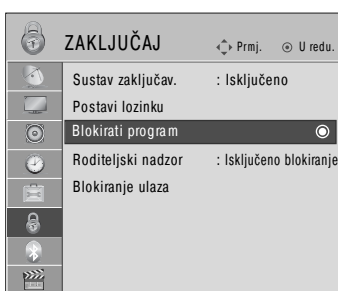 ZAKLJUČAJ Prmj. U redu.
Sustav zaključav. : Isključeno
Postavi lozinku
Blokirati program
Roditeljski nadzor : Isključeno blokiranje
Blokiranje ulaza